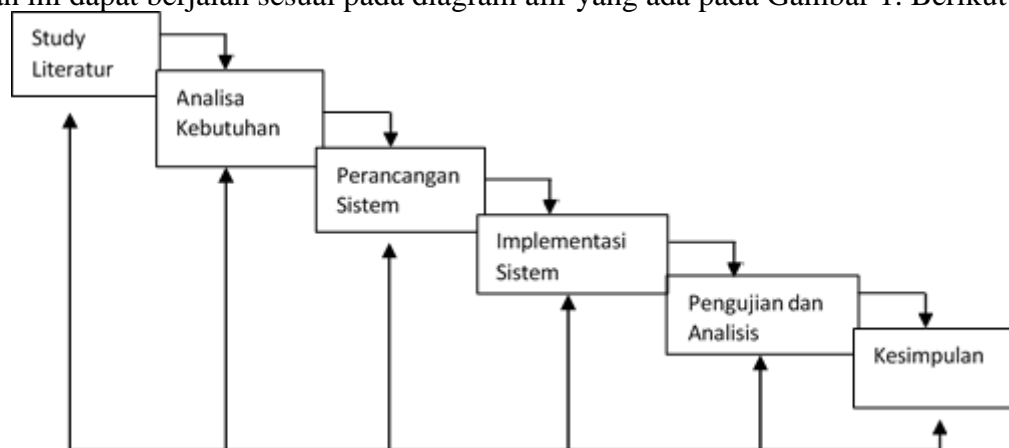 an ini dapat berjalan sesuai pada diagram alir yang ada pada Gambar 1. Berikut
Study
Literatur
Analisa
Kebutuhan
Perancangan
Sistem
Implementasi
Sistem
Pengujian dan
Analisis
Kesimpulan